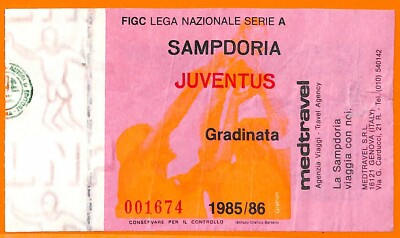 FIGC LEGA NAZIONALE SERIE A
SAMPDORIA
JUVENTUS
Gradinata
001674
1985/86
CONSERVARE PER IL CONTROLLO
medtravel
Agenzia Viaggi - Travel Agency
La Sampdoria
viaggia con noi.
MEDTRAVEL S.R.L.
16121 GENOVA (ITALY)
Via G. Carducci, 21 R. - Tel. (010) 540142